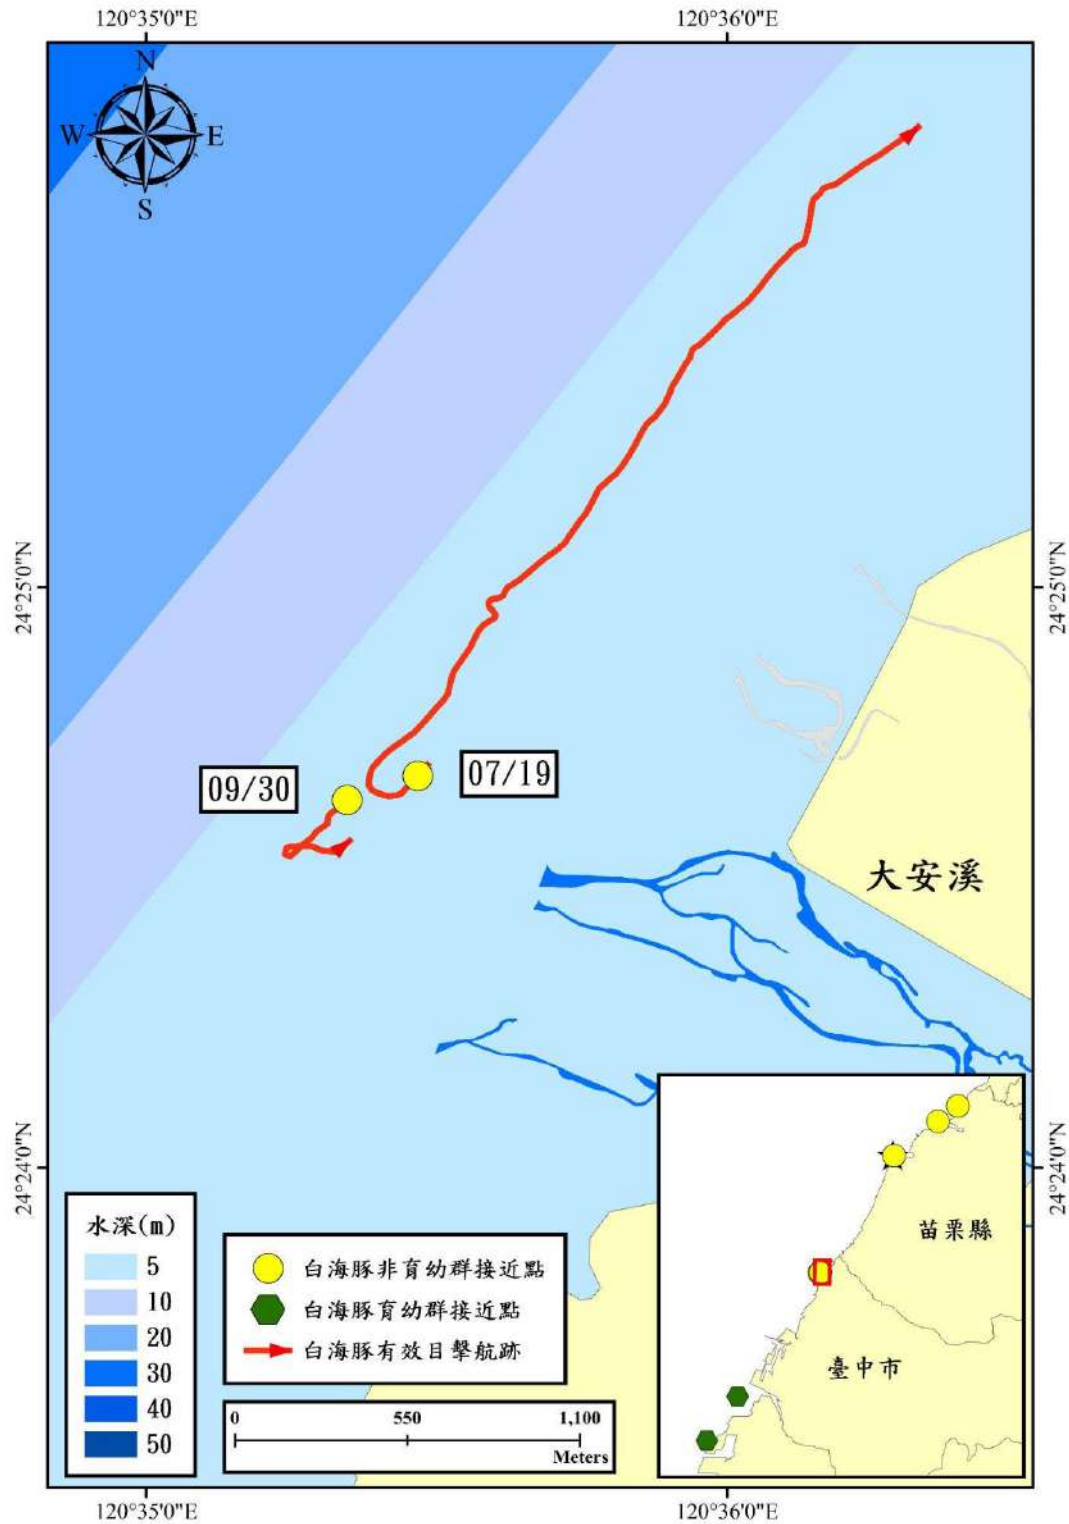 120°35'0"E
120°36'0"E
N
W
E
S
24°25'0"N
24°25'0"N
09/30
07/19
大安溪
24°24'0"N
24°24'0"N
水深(m)
5
10
20
30
40
50
白海豚非育幼群接近點
白海豚育幼群接近點
白海豚有效目擊航跡
0
550
1,100
Meters
苗栗縣
臺中市
120°35'0"E
120°36'0"E